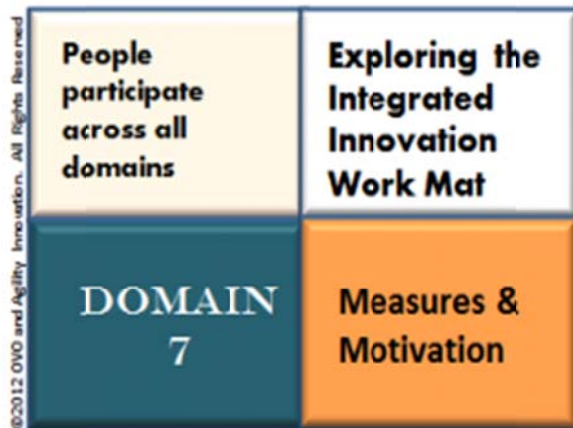 People
participate
across all
domains
Exploring the
Integrated
Innovation
Work Mat
DOMAIN
7
Measures &
Motivation
©2012 OVO and Agility Innovation. All Rights Reserved